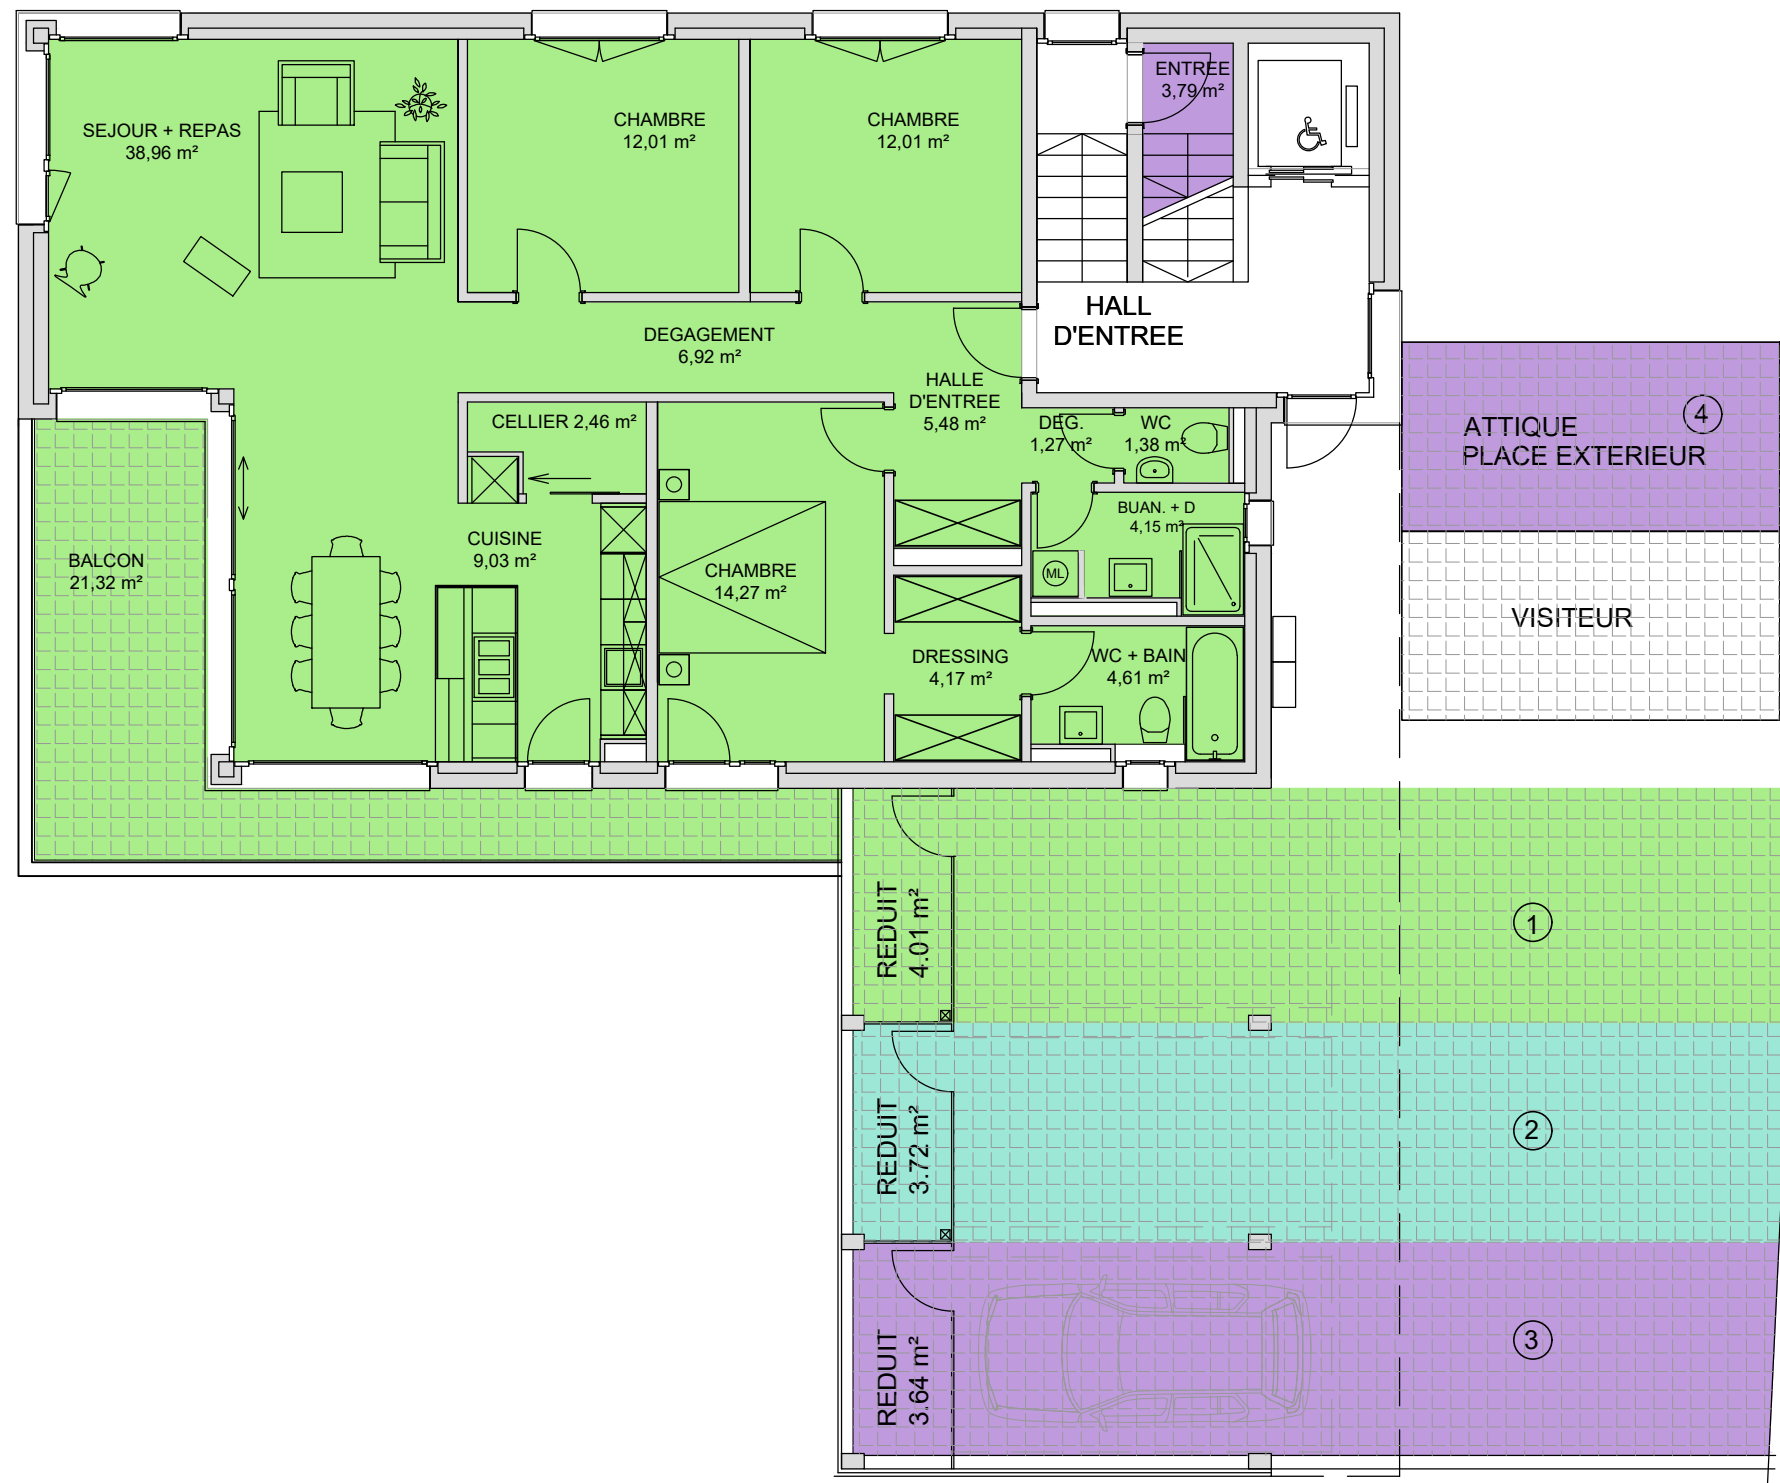 SEJOUR + REPAS
38,96 m²
CHAMBRE
12,01 m²
CHAMBRE
12,01 m²
ENTREE
3,79 m²
HALL
D'ENTREE
DEGAGEMENT
6,92 m²
HALLE
D'ENTREE
5,48 m²
CELLIER 2,46 m²
DEG.
1,27 m²
WC
1,38 m²
ATTIQUE
PLACE EXTERIEUR
4
BUAN. + D
4,15 m²
ML
CUISINE
9,03 m²
BALCON
21,32 m²
CHAMBRE
14,27 m²
VISITEUR
DRESSING
4,17 m²
WC + BAIN
4,61 m²
REDUIT
4.01 m²
1
REDUIT
3.72 m²
2
REDUIT
3.64 m²
3